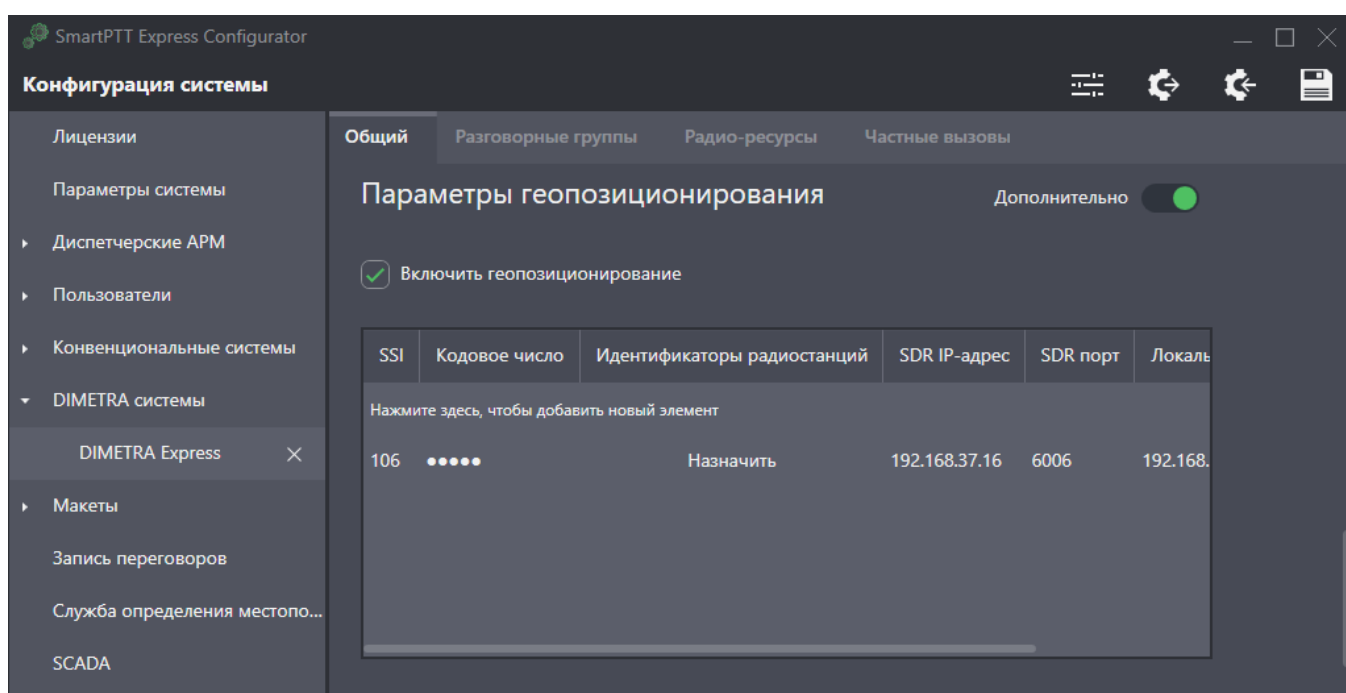 SmartPTT Express Configurator
Конфигурация системы
Лицензии
Параметры системы
Диспетчерские АРМ
Пользователи
Конвенциональные системы
DIMETRA системы
DIMETRA Express
Макеты
Запись переговоров
Служба определения местопо...
SCADA
Общий Разговорные группы Радио-ресурсы Частные вызовы
Параметры геопозиционирования Дополнительно
Включить геопозиционирование
SSI Кодовое число Идентификаторы радиостанций SDR IP-адрес SDR порт Локаль
Нажмите здесь, чтобы добавить новый элемент
106 ●●●●● Назначить 192.168.37.16 6006 192.168.